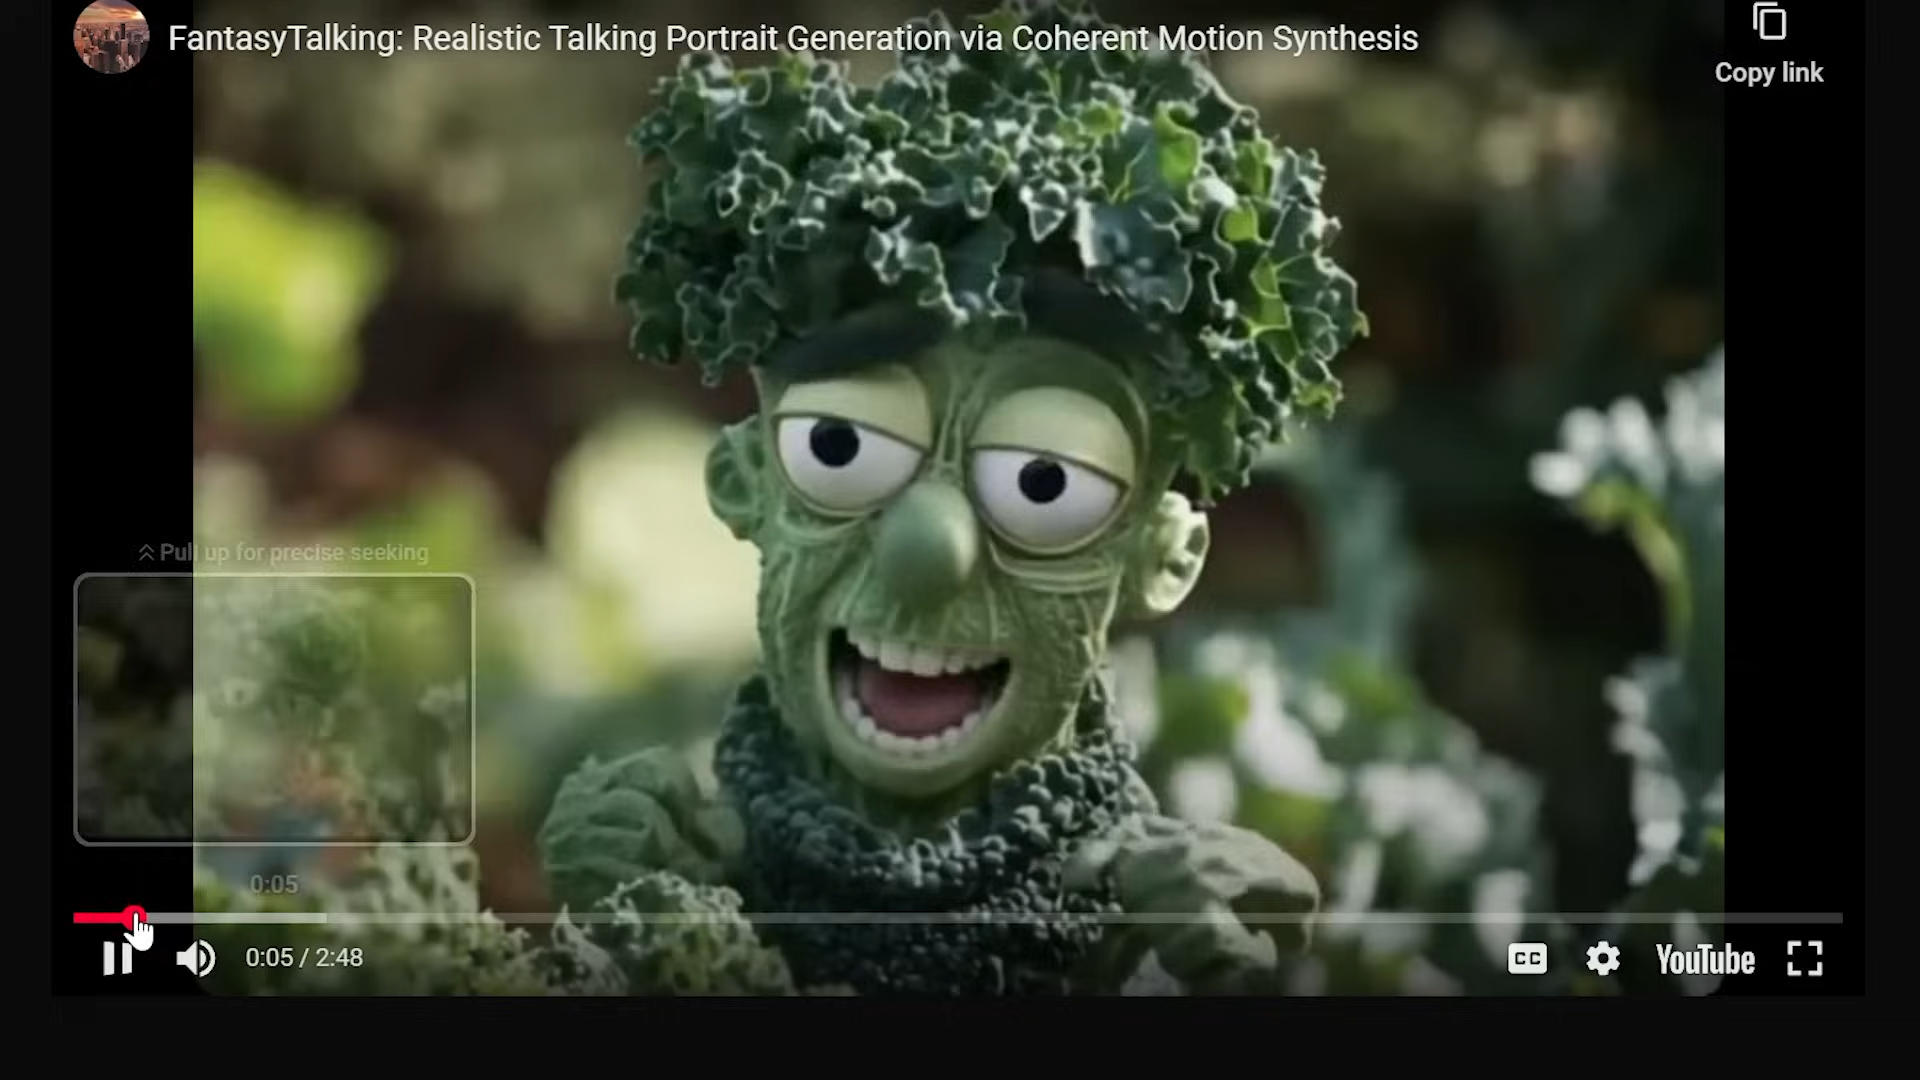 FantasyTalking: Realistic Talking Portrait Generation via Coherent Motion Synthesis
Copy link
Pull up for precise seeking
0:05
0:05 / 2:48
CC
YouTube